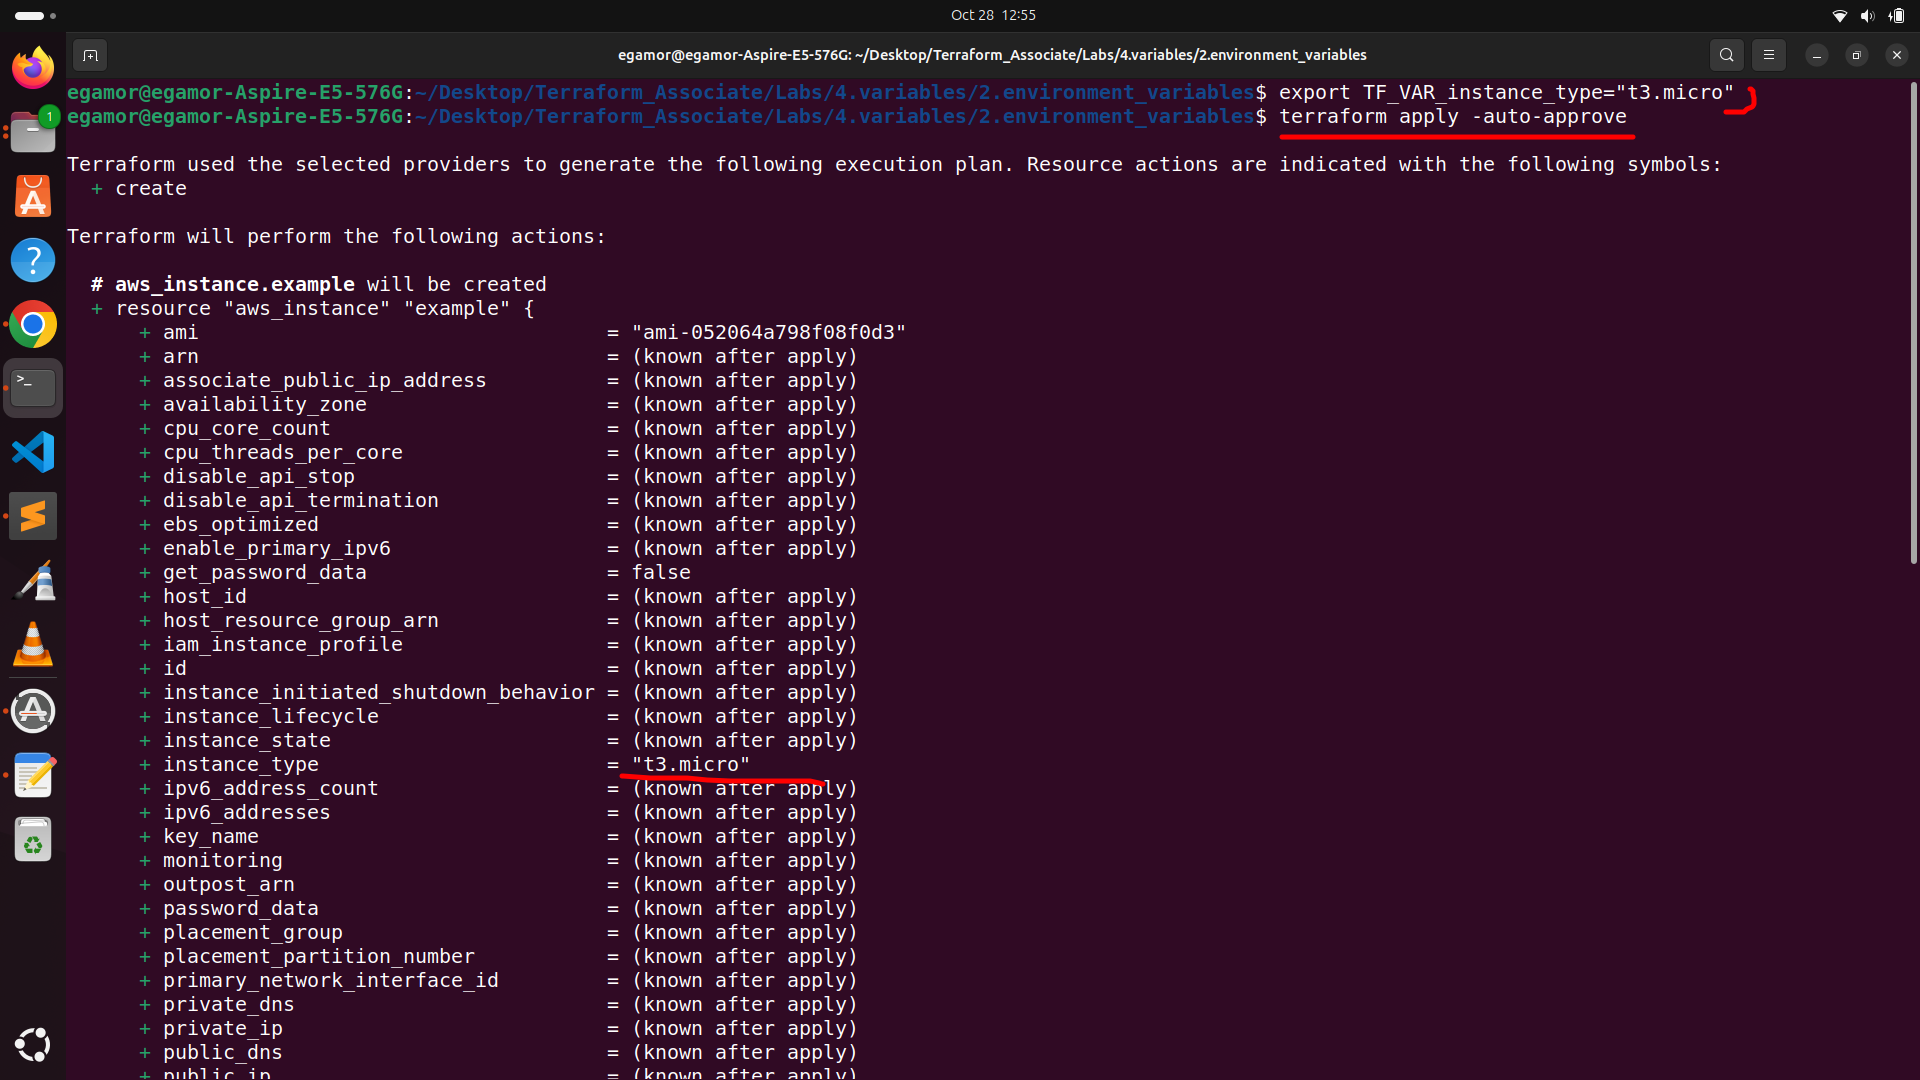 Oct 28 12:55
egamor@egamor-Aspire-E5-576G: ~/Desktop/Terraform_Associate/Labs/4.variables/2.environment_variables
egamor@egamor-Aspire-E5-576G:~/Desktop/Terraform_Associate/Labs/4.variables/2.environment_variables$ export TF_VAR_instance_type="t3.micro"
egamor@egamor-Aspire-E5-576G:~/Desktop/Terraform_Associate/Labs/4.variables/2.environment_variables$ terraform apply -auto-approve
1
Terraform used the selected providers to generate the following execution plan. Resource actions are indicated with the following symbols:
+ create
Terraform will perform the following actions:
# aws_instance.example will be created
+ resource "aws_instance" "example" {
+ ami = "ami-052064a798f08f0d3"
+ arn = (known after apply)
+ associate_public_ip_address = (known after apply)
+ availability_zone = (known after apply)
+ cpu_core_count = (known after apply)
+ cpu_threads_per_core = (known after apply)
+ disable_api_stop = (known after apply)
+ disable_api_termination = (known after apply)
+ ebs_optimized = (known after apply)
+ enable_primary_ipv6 = (known after apply)
+ get_password_data = false
+ host_id = (known after apply)
+ host_resource_group_arn = (known after apply)
+ iam_instance_profile = (known after apply)
+ id = (known after apply)
+ instance_initiated_shutdown_behavior = (known after apply)
+ instance_lifecycle = (known after apply)
+ instance_state = (known after apply)
+ instance_type = "t3.micro"
+ ipv6_address_count = (known after apply)
+ ipv6_addresses = (known after apply)
+ key_name = (known after apply)
+ monitoring = (known after apply)
+ outpost_arn = (known after apply)
+ password_data = (known after apply)
+ placement_group = (known after apply)
+ placement_partition_number = (known after apply)
+ primary_network_interface_id = (known after apply)
+ private_dns = (known after apply)
+ private_ip = (known after apply)
+ public_dns = (known after apply)
+ public_ip = (known after apply)